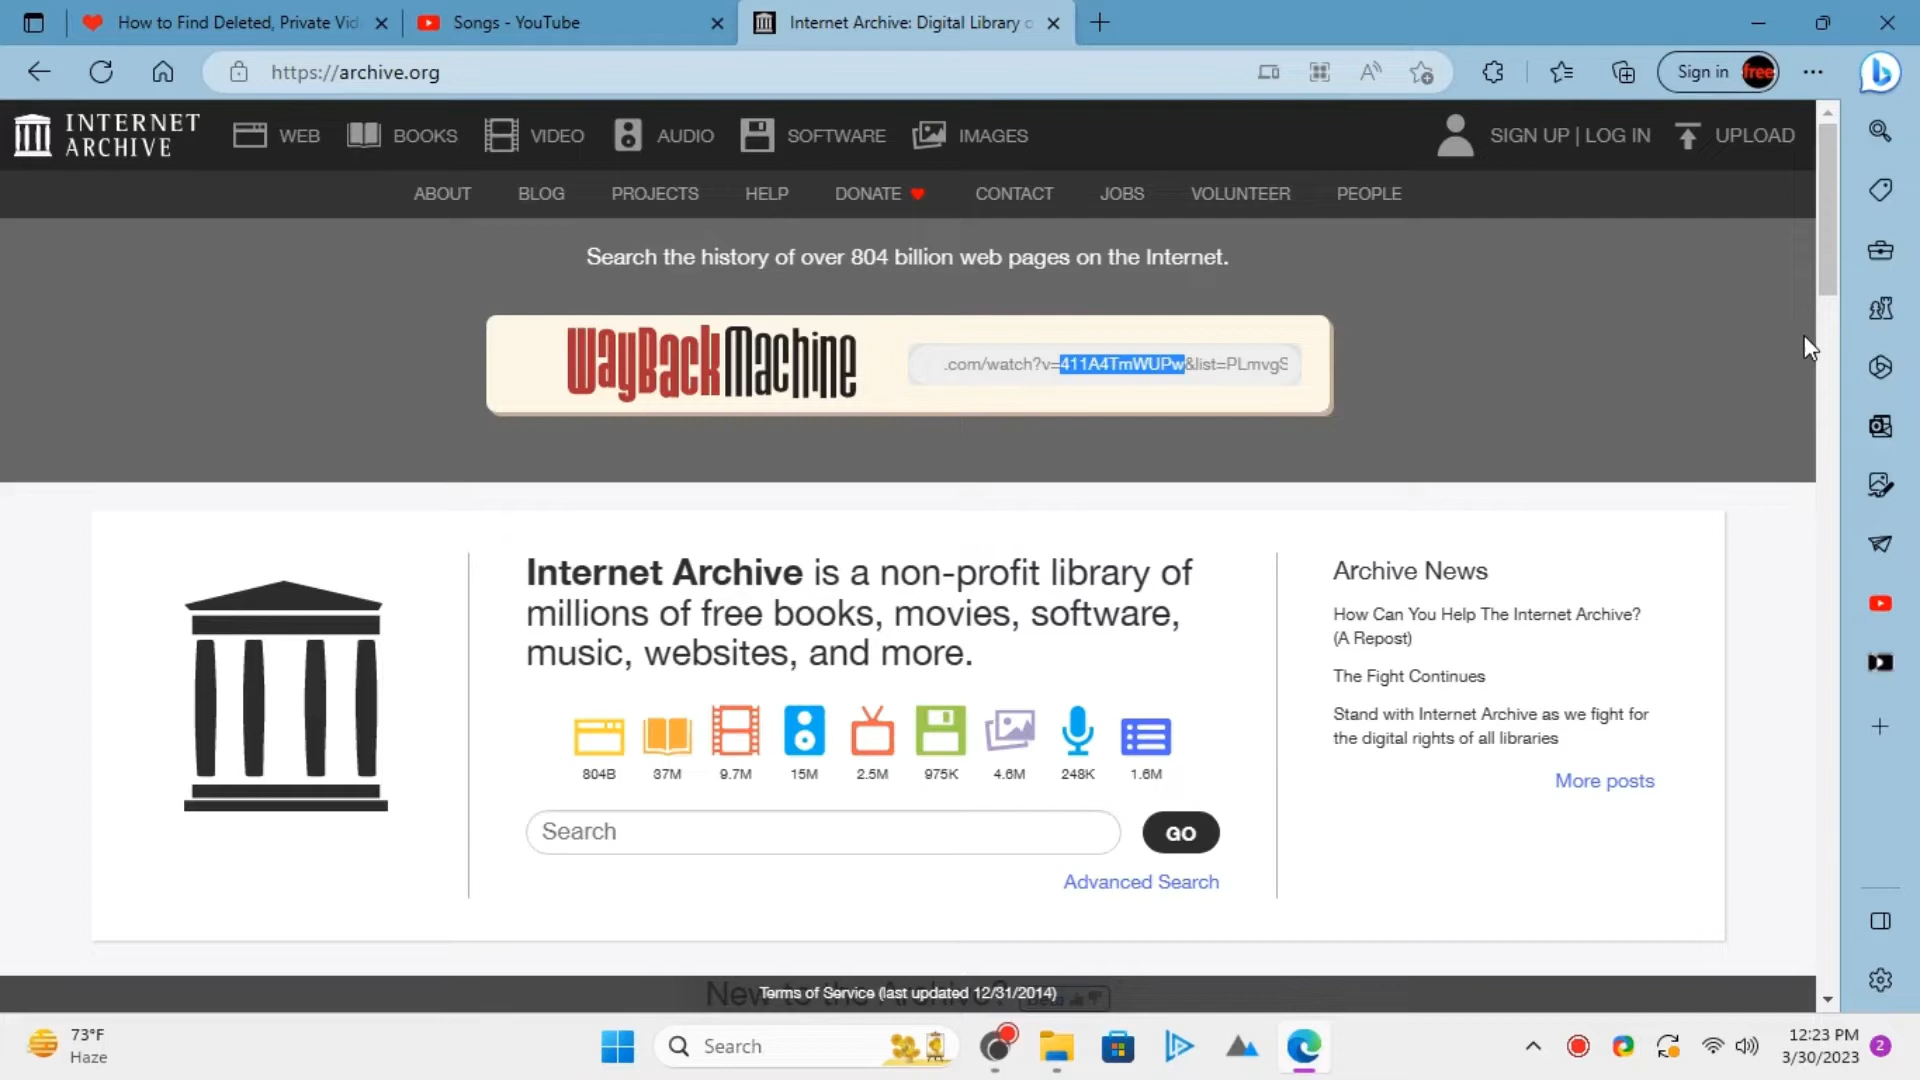 How to Find Deleted, Private Vid
Songs - YouTube
Internet Archive: Digital Library o
https://archive.org
Sign in
free
INTERNET
ARCHIVE
WEB
BOOKS
VIDEO
AUDIO
SOFTWARE
IMAGES
SIGN UP | LOG IN
UPLOAD
ABOUT
BLOG
PROJECTS
HELP
DONATE
CONTACT
JOBS
VOLUNTEER
PEOPLE
Search the history of over 804 billion web pages on the Internet.
WayBackMachine
.com/watch?v=411A4TmWUPw&list=PLmvgS
Internet Archive is a non-profit library of
millions of free books, movies, software,
music, websites, and more.
804B
37M
9.7M
15M
2.5M
975K
4.6M
248K
1.6M
Search
GO
Advanced Search
Archive News
How Can You Help The Internet Archive?
(A Repost)
The Fight Continues
Stand with Internet Archive as we fight for
the digital rights of all libraries
More posts
New to the Archive?
Terms of Service (last updated 12/31/2014)
73°F
Haze
Search
12:23 PM
3/30/2023
2